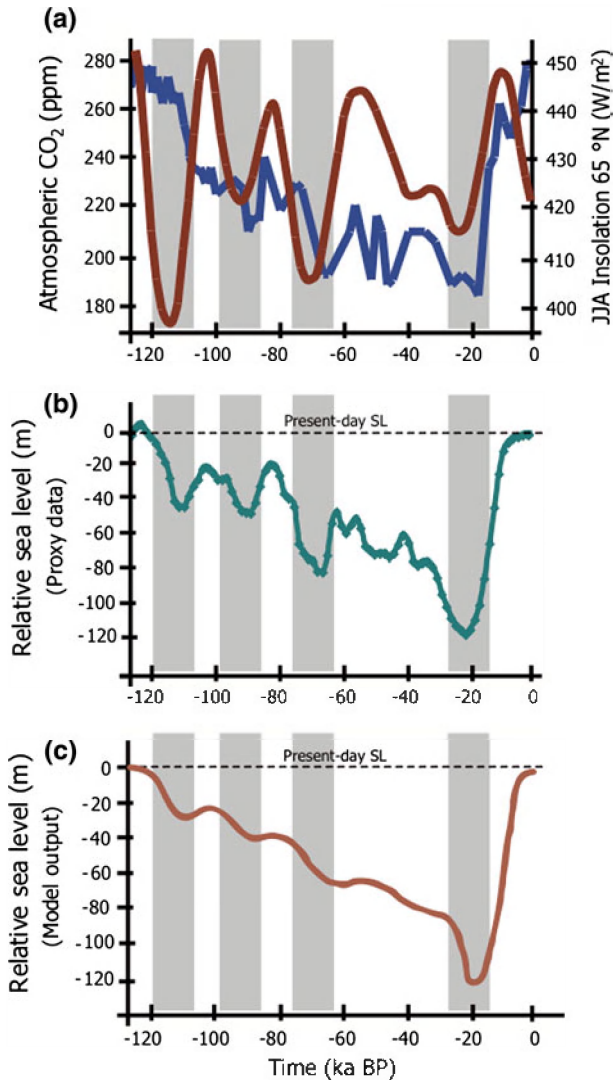 (a)
Atmospheric CO2 (ppm)
280
260
240
220
200
180
450
440
430
420
410
400
JJA Insolation 65 °N (W/m²)
-120 -100 -80 -60 -40 -20 0
(b)
Relative sea level (m)
(Proxy data)
Present-day SL
0
-20
-40
-60
-80
-100
-120
-120 -100 -80 -60 -40 -20 0
(c)
Relative sea level (m)
(Model output)
Present-day SL
0
-20
-40
-60
-80
-100
-120
-120 -100 -80 -60 -40 -20 0
Time (ka BP)